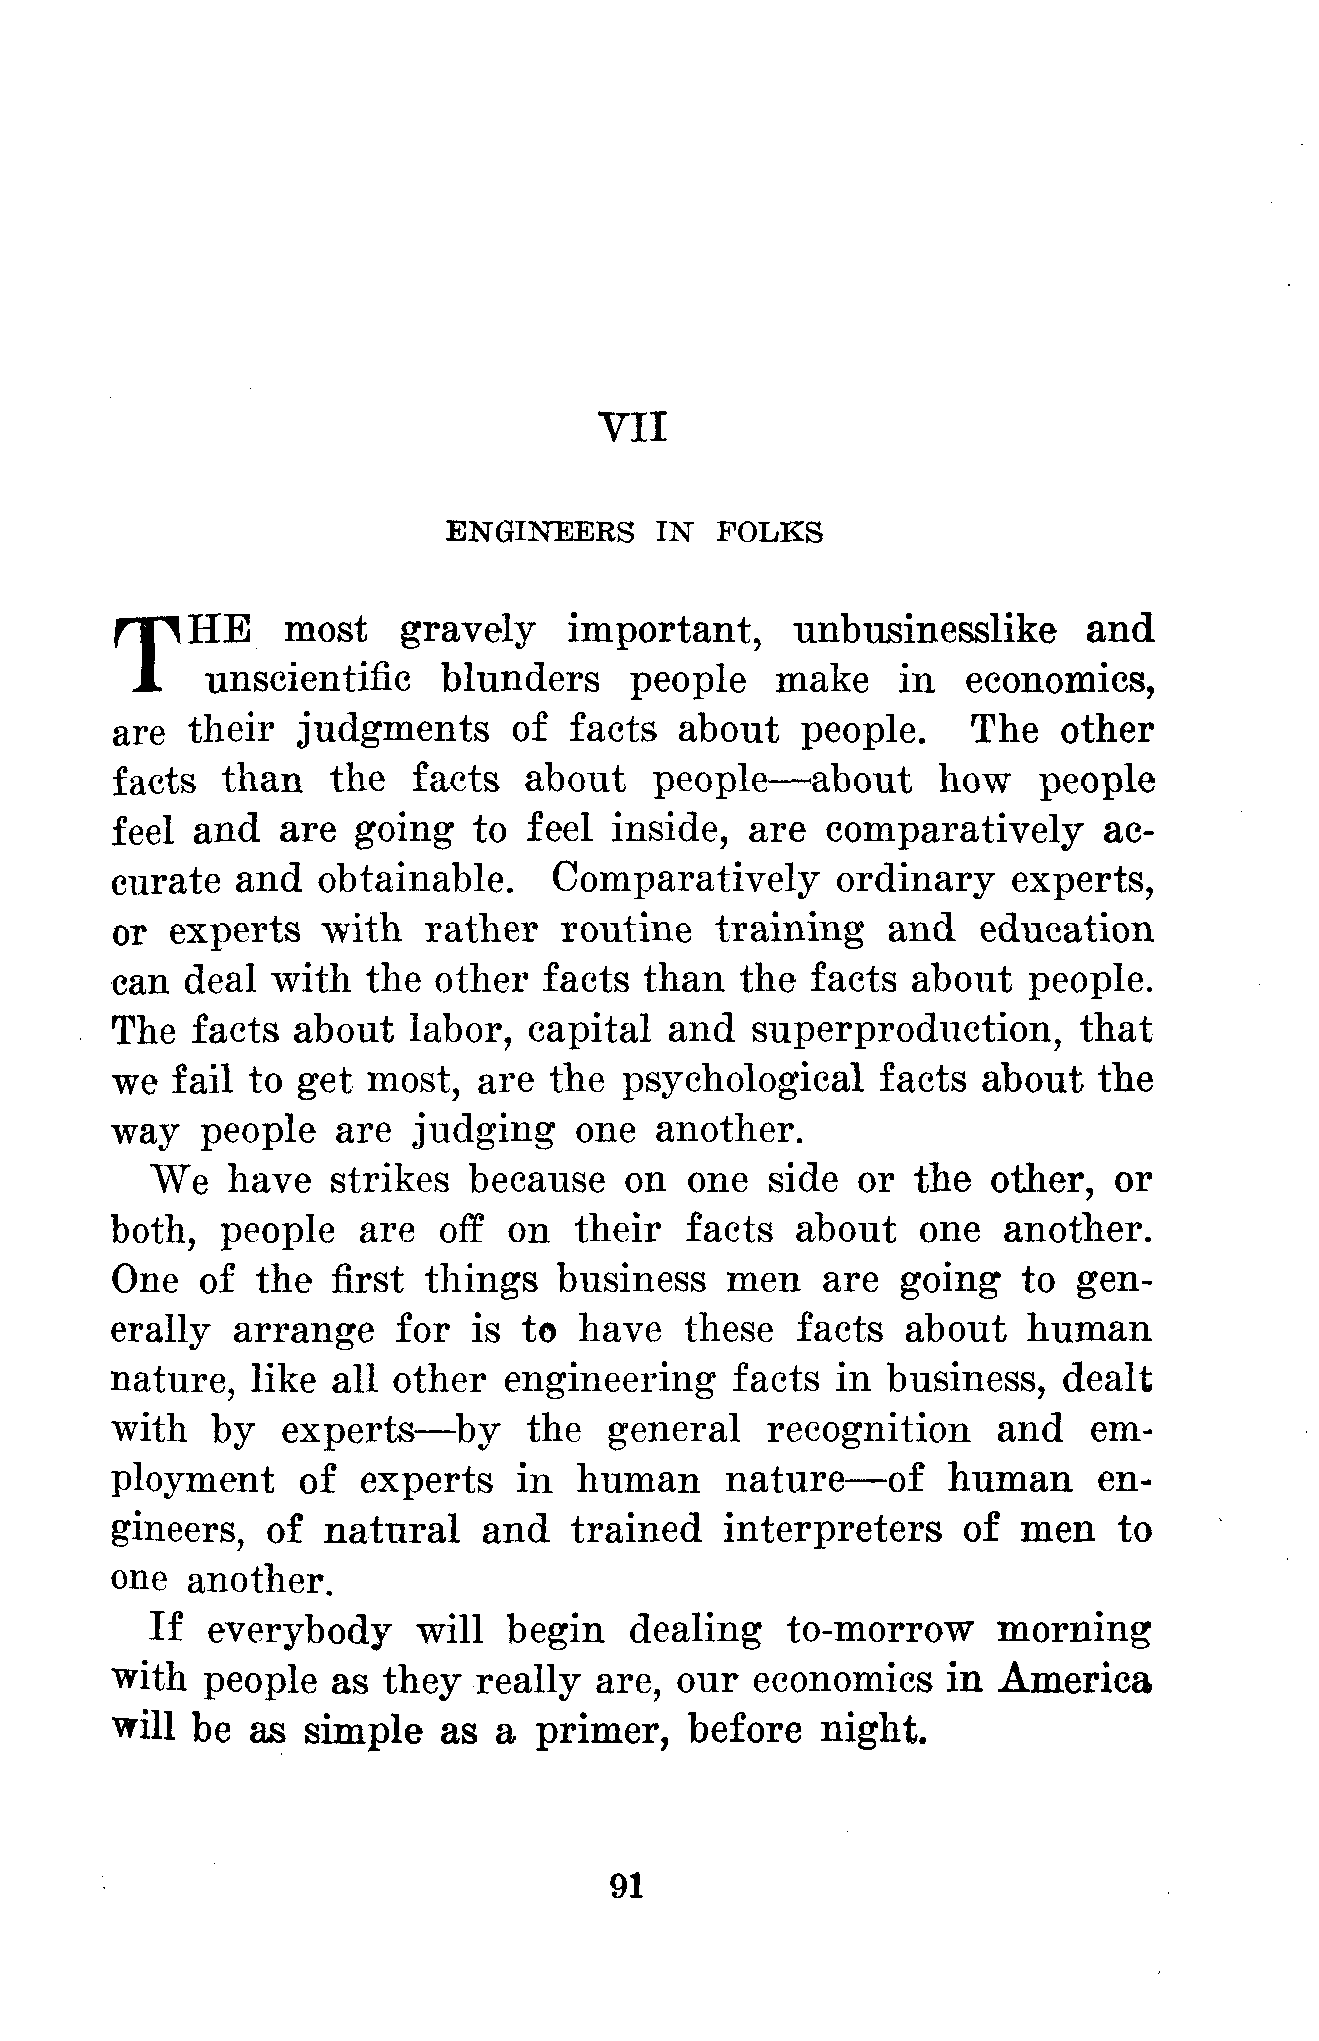 VII
ENGINEERS IN FOLKS
THE most gravely important, unbusinesslike and
unscientific blunders people make in economics,
are their judgments of facts about people. The other
facts than the facts about people—about how people
feel and are going to feel inside, are comparatively ac-
curate and obtainable. Comparatively ordinary experts,
or experts with rather routine training and education
can deal with the other facts than the facts about people.
The facts about labor, capital and superproduction, that
we fail to get most, are the psychological facts about the
way people are judging one another.
We have strikes because on one side or the other, or
both, people are off on their facts about one another.
One of the first things business men are going to gen-
erally arrange for is to have these facts about human
nature, like all other engineering facts in business, dealt
with by experts—by the general recognition and em-
ployment of experts in human nature—of human en-
gineers, of natural and trained interpreters of men to
one another.
If everybody will begin dealing to-morrow morning
with people as they really are, our economics in America
will be as simple as a primer, before night.
91